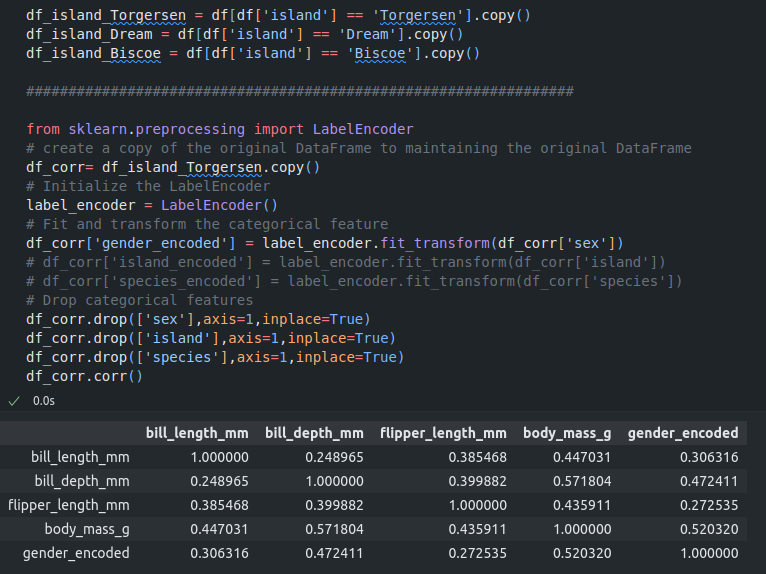 df_island_Torgersen = df[df['island'] == 'Torgersen'].copy()
df_island_Dream = df[df['island'] == 'Dream'].copy()
df_island_Biscoe = df[df['island'] == 'Biscoe'].copy()
#################################################################
from sklearn.preprocessing import LabelEncoder
# create a copy of the original DataFrame to maintaining the original DataFrame
df_corr= df_island_Torgersen.copy()
# Initialize the LabelEncoder
label_encoder = LabelEncoder()
# Fit and transform the categorical feature
df_corr['gender_encoded'] = label_encoder.fit_transform(df_corr['sex'])
# df_corr['island_encoded'] = label_encoder.fit_transform(df_corr['island'])
# df_corr['species_encoded'] = label_encoder.fit_transform(df_corr['species'])
# Drop categorical features
df_corr.drop(['sex'],axis=1,inplace=True)
df_corr.drop(['island'],axis=1,inplace=True)
df_corr.drop(['species'],axis=1,inplace=True)
df_corr.corr()
✓ 0.0s
bill_length_mm bill_depth_mm flipper_length_mm body_mass_g gender_encoded
bill_length_mm 1.000000 0.248965 0.385468 0.447031 0.306316
bill_depth_mm 0.248965 1.000000 0.399882 0.571804 0.472411
flipper_length_mm 0.385468 0.399882 1.000000 0.435911 0.272535
body_mass_g 0.447031 0.571804 0.435911 1.000000 0.520320
gender_encoded 0.306316 0.472411 0.272535 0.520320 1.000000